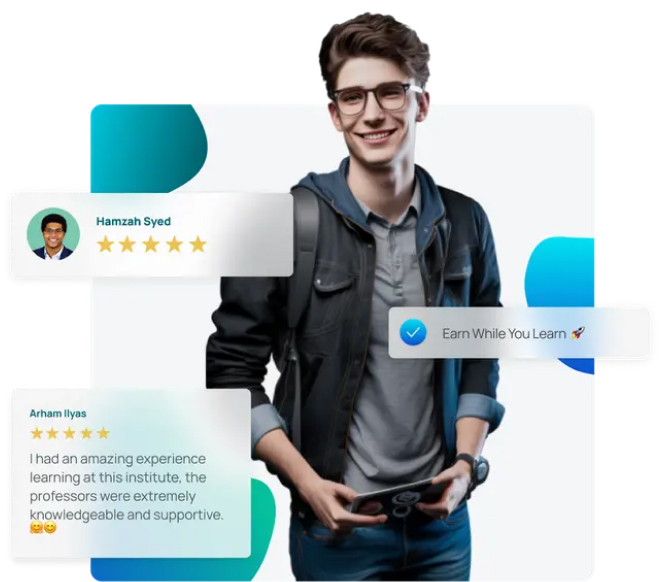 Hamzah Syed
Earn While You Learn 🚀
Arham Ilyas
I had an amazing experience
learning at this institute, the
professors were extremely
knowledgeable and supportive.
🤗😊